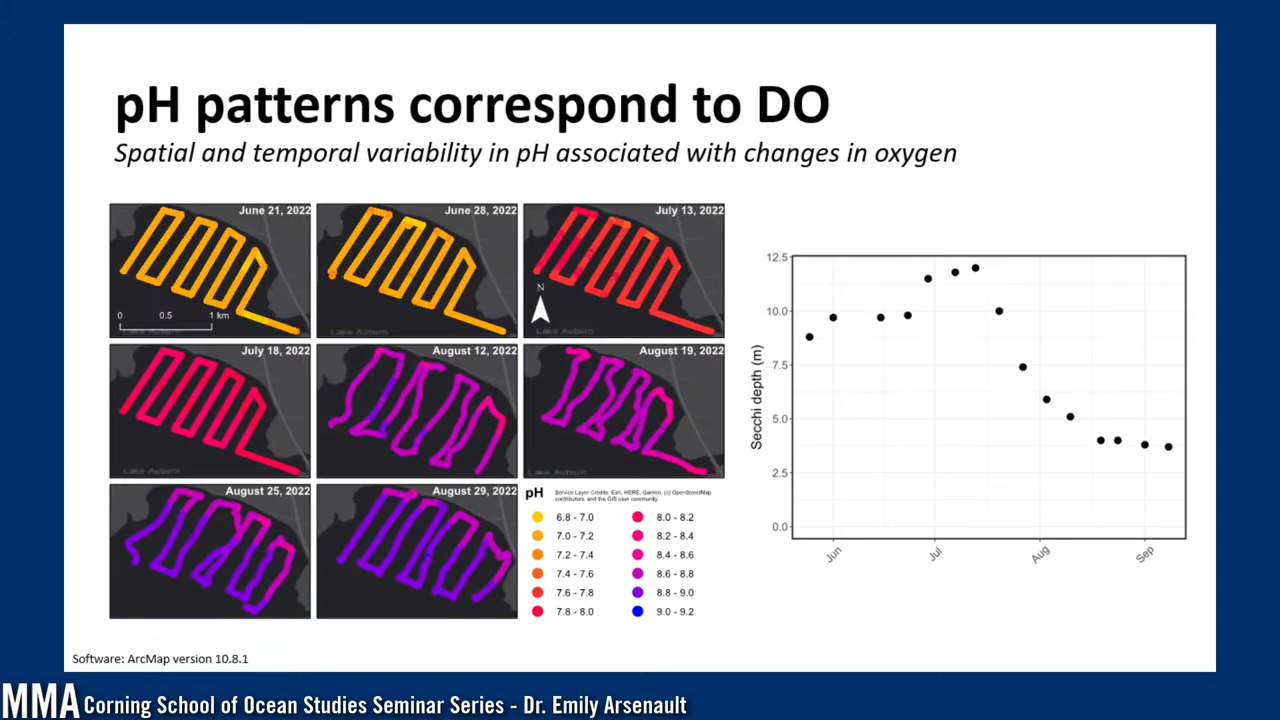 pH patterns correspond to DO
Spatial and temporal variability in pH associated with changes in oxygen
June 21, 2022
0 0.5 1 km
Lake Auburn
June 28, 2022
Lake Auburn
July 13, 2022
N
Lake Auburn
July 18, 2022
Lake Auburn
August 12, 2022
August 19, 2022
Lake Auburn
August 25, 2022
August 29, 2022
pH
Service Layer Credits: Esri, HERE, Garmin, (c) OpenStreetMap
contributors, and the GIS user community
6.8 - 7.0
7.0 - 7.2
7.2 - 7.4
7.4 - 7.6
7.6 - 7.8
7.8 - 8.0
8.0 - 8.2
8.2 - 8.4
8.4 - 8.6
8.6 - 8.8
8.8 - 9.0
9.0 - 9.2
Secchi depth (m)
12.5
10.0
7.5
5.0
2.5
0.0
Jun
Jul
Aug
Sep
Software: ArcMap version 10.8.1
MMA Corning School of Ocean Studies Seminar Series - Dr. Emily Arsenault